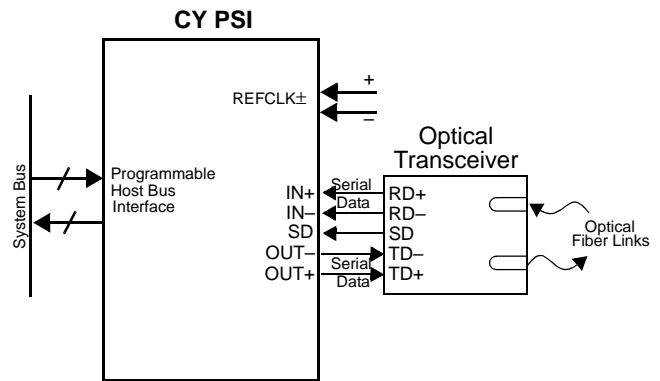 CY PSI
REFCLK±
+
–
Optical
Transceiver
System Bus
Programmable
Host Bus
Interface
IN+
IN–
SD
OUT–
OUT+
Serial
Data
Serial
Data
RD+
RD–
SD
TD–
TD+
Optical
Fiber Links